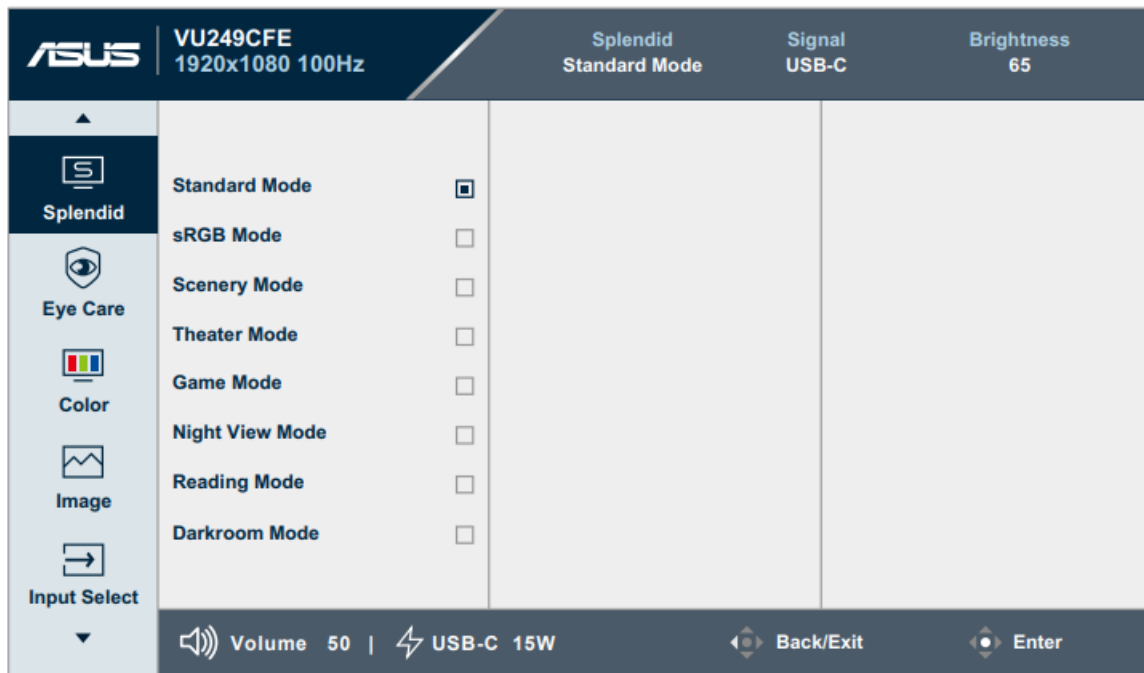 ASUS
VU249CFE
1920x1080 100Hz
Splendid
Standard Mode
Signal
USB-C
Brightness
65
Splendid
Eye Care
Color
Image
Input Select
Standard Mode
sRGB Mode
Scenery Mode
Theater Mode
Game Mode
Night View Mode
Reading Mode
Darkroom Mode
Volume 50 | USB-C 15W
Back/Exit
Enter